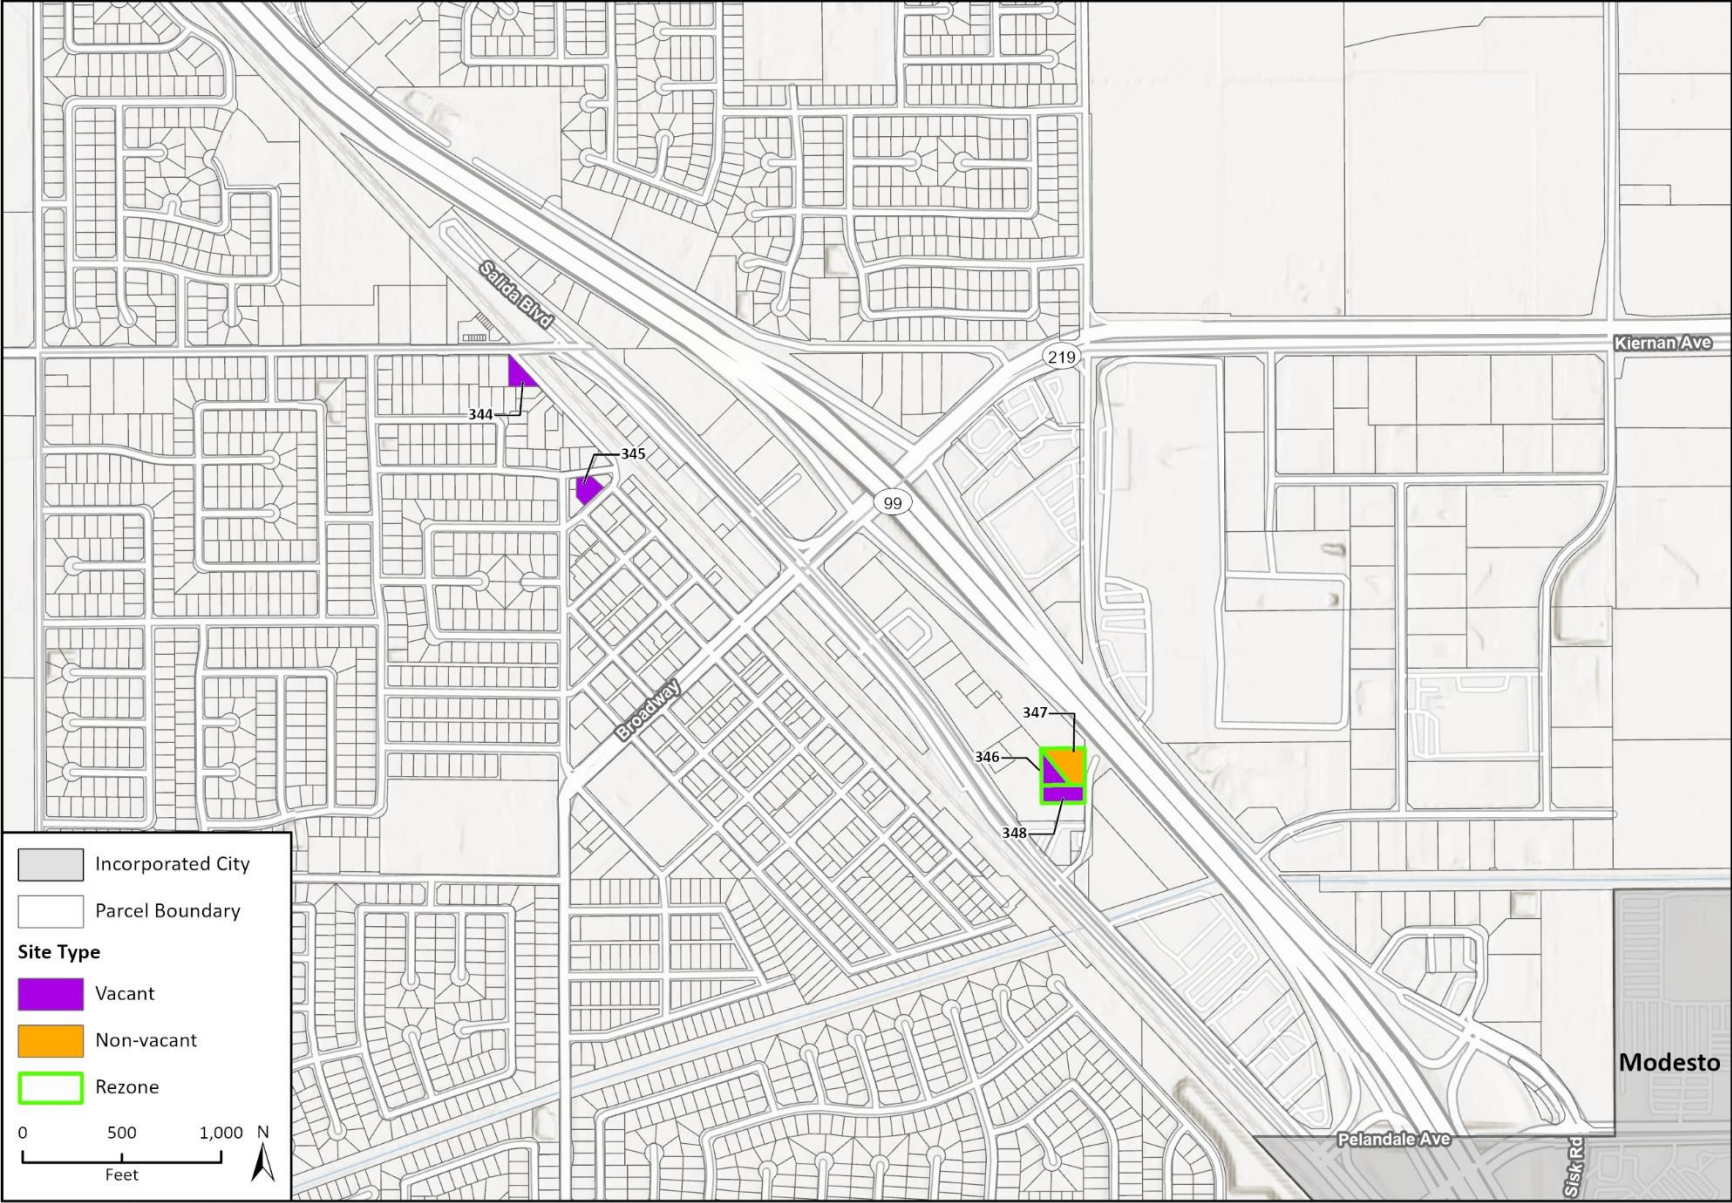 Salida Blvd
Kiernan Ave
219
344
345
99
Broadway
347
346
348
Incorporated City
Parcel Boundary
Site Type
Vacant
Non-vacant
Rezone
0 500 1,000 N
Feet
Modesto
Pelandale Ave
Sisk Rd